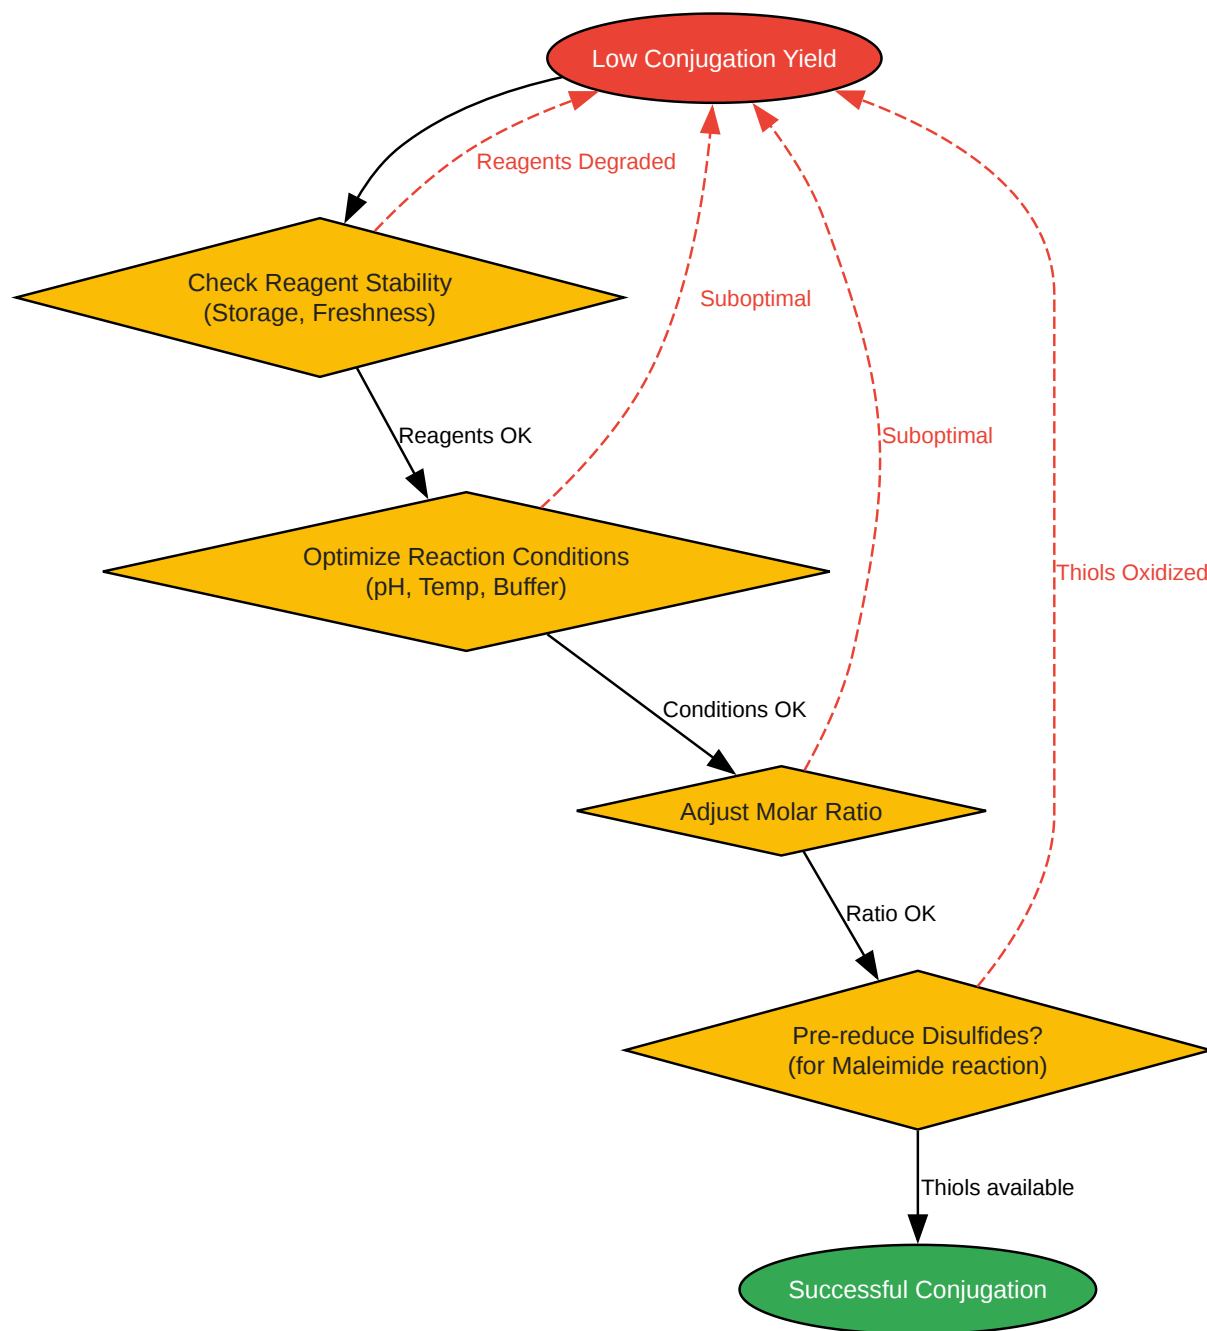 Low Conjugation Yield
Reagents Degraded
Check Reagent Stability
(Storage, Freshness)
Suboptimal
Reagents OK
Suboptimal
Optimize Reaction Conditions
(pH, Temp, Buffer)
Thiols Oxidized
Conditions OK
Adjust Molar Ratio
Ratio OK
Pre-reduce Disulfides?
(for Maleimide reaction)
Thiols available
Successful Conjugation